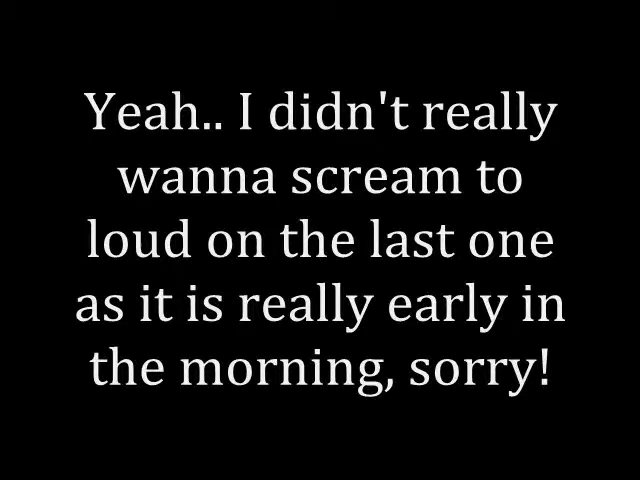 Yeah.. I didn't really
wanna scream to
loud on the last one
as it is really early in
the morning, sorry!